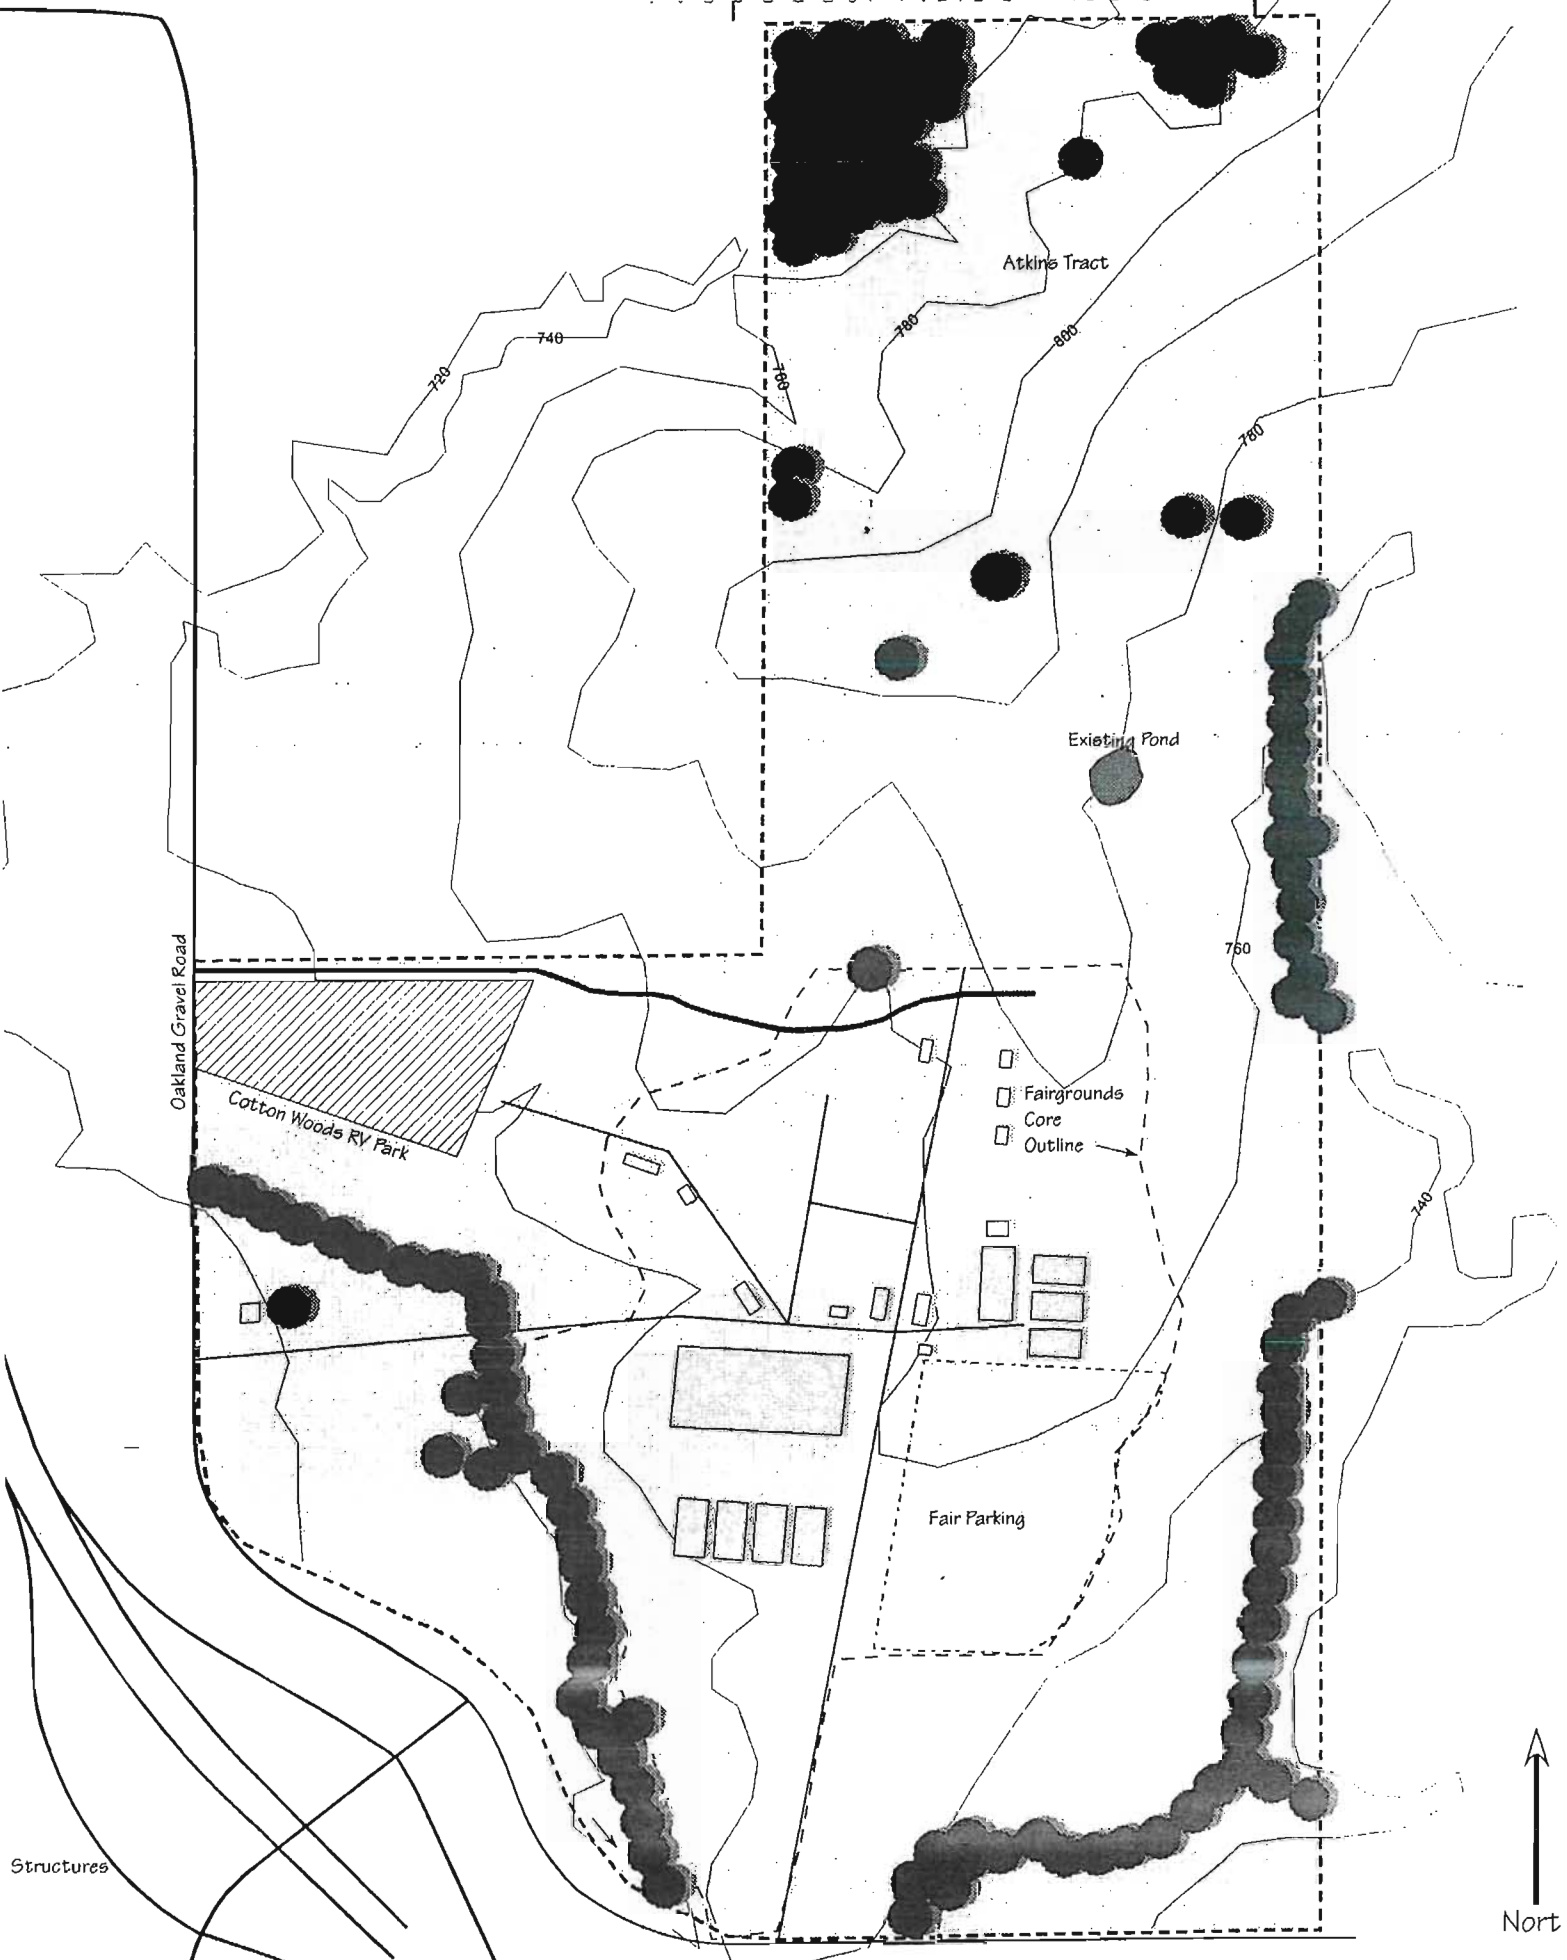 Atkins Tract
780
800
740
720
760
780
Existing Pond
760
Oakland Gravel Road
Cotton Woods RV Park
Fairgrounds
Core
Outline
740
Fair Parking
Structures
Nort